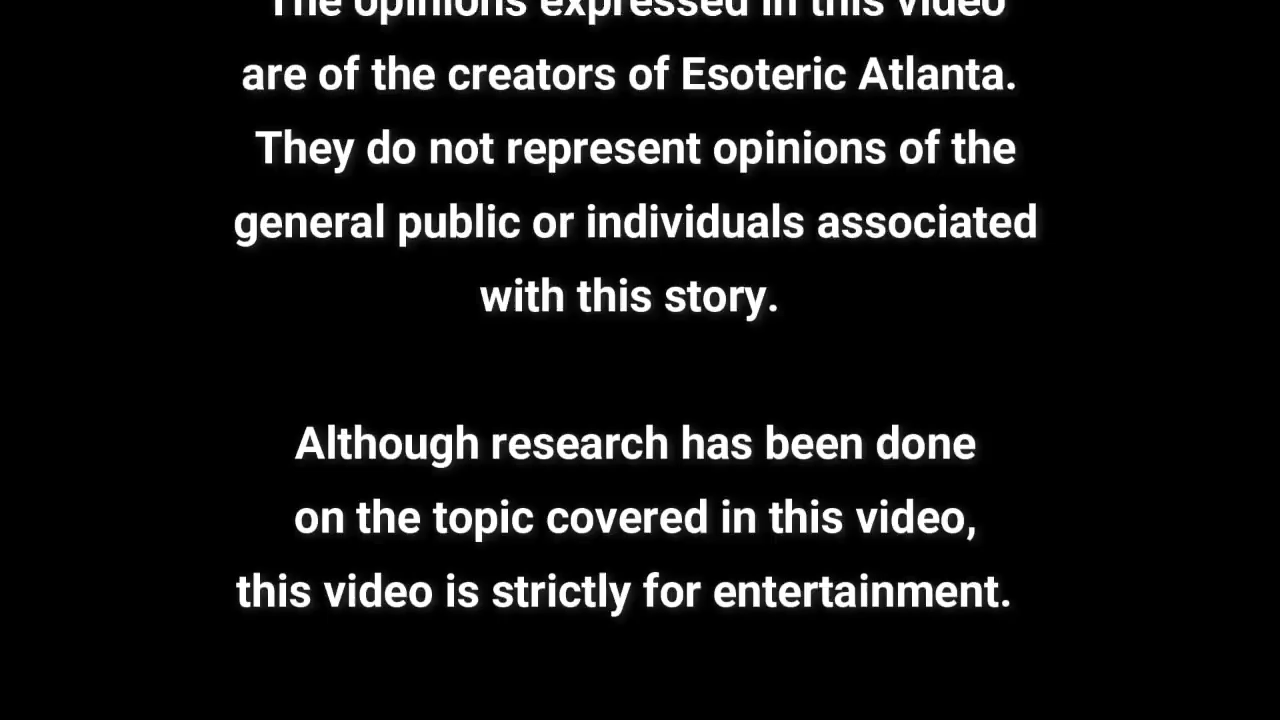 The opinions expressed in this video
are of the creators of Esoteric Atlanta.
They do not represent opinions of the
general public or individuals associated
with this story.
Although research has been done
on the topic covered in this video,
this video is strictly for entertainment.